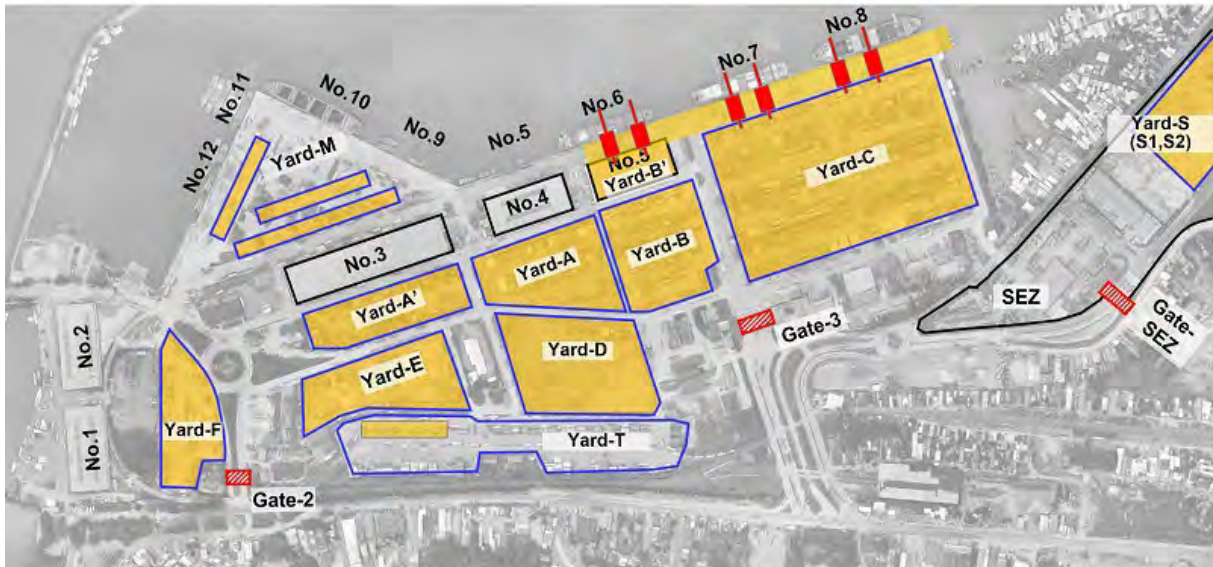 No.8
No.7
No.6
No.5
No.9
No.10
No.11
No.12
Yard-M
No.5
Yard-B'
Yard-C
Yard-S
(S1,S2)
No.4
No.3
Yard-A
Yard-B
Yard-A'
SEZ
Gate-
SEZ
Gate-3
No.2
Yard-D
Yard-E
No.1
Yard-F
Yard-T
Gate-2